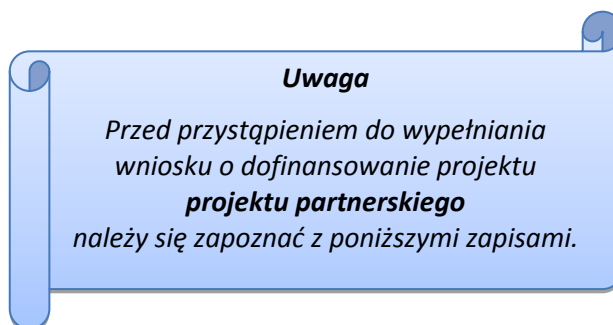 Uwaga
Przed przystąpieniem do wypełniania
wniosku o dofinansowanie projektu
projektu partnerskiego
należy się zapoznać z poniższymi zapisami.